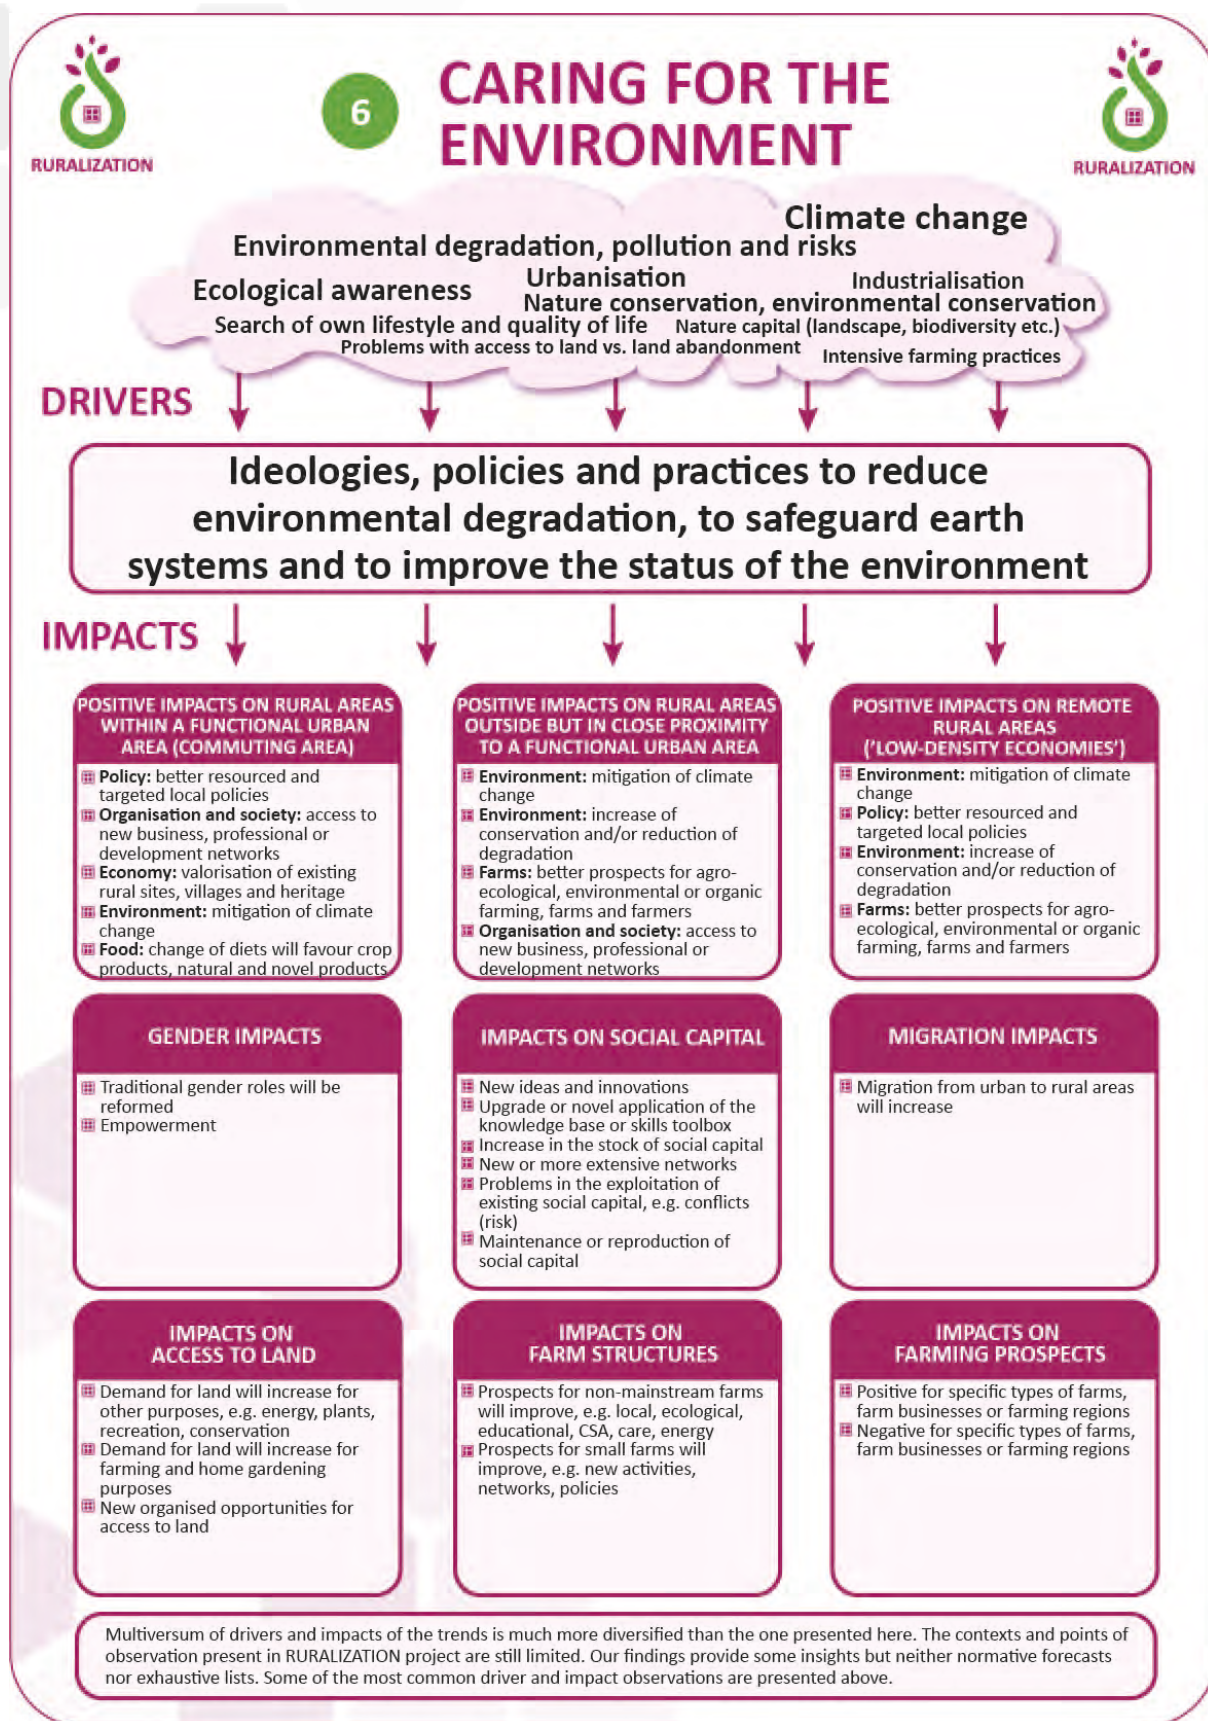 RURALIZATION
6
CARING FOR THE
ENVIRONMENT
RURALIZATION
Climate change
Environmental degradation, pollution and risks
Urbanisation
Industrialisation
Ecological awareness
Nature conservation, environmental conservation
Search of own lifestyle and quality of life
Nature capital (landscape, biodiversity etc.)
Problems with access to land vs. land abandonment
Intensive farming practices
DRIVERS
Ideologies, policies and practices to reduce
environmental degradation, to safeguard earth
systems and to improve the status of the environment
IMPACTS
POSITIVE IMPACTS ON RURAL AREAS
WITHIN A FUNCTIONAL URBAN
AREA (COMMUTING AREA)
Policy: better resourced and
targeted local policies
Organisation and society: access to
new business, professional or
development networks
Economy: valorisation of existing
rural sites, villages and heritage
Environment: mitigation of climate
change
Food: change of diets will favour crop
products, natural and novel products
POSITIVE IMPACTS ON RURAL AREAS
OUTSIDE BUT IN CLOSE PROXIMITY
TO A FUNCTIONAL URBAN AREA
Environment: mitigation of climate
change
Environment: increase of
conservation and/or reduction of
degradation
Farms: better prospects for agro-
ecological, environmental or organic
farming, farms and farmers
Organisation and society: access to
new business, professional or
development networks
POSITIVE IMPACTS ON REMOTE
RURAL AREAS
('LOW-DENSITY ECONOMIES')
Environment: mitigation of climate
change
Policy: better resourced and
targeted local policies
Environment: increase of
conservation and/or reduction of
degradation
Farms: better prospects for agro-
ecological, environmental or organic
farming, farms and farmers
GENDER IMPACTS
Traditional gender roles will be
reformed
Empowerment
IMPACTS ON SOCIAL CAPITAL
New ideas and innovations
Upgrade or novel application of the
knowledge base or skills toolbox
Increase in the stock of social capital
New or more extensive networks
Problems in the exploitation of
existing social capital, e.g. conflicts
(risk)
Maintenance or reproduction of
social capital
MIGRATION IMPACTS
Migration from urban to rural areas
will increase
IMPACTS ON
ACCESS TO LAND
Demand for land will increase for
other purposes, e.g. energy, plants,
recreation, conservation
Demand for land will increase for
farming and home gardening
purposes
New organised opportunities for
access to land
IMPACTS ON
FARM STRUCTURES
Prospects for non-mainstream farms
will improve, e.g. local, ecological,
educational, CSA, care, energy
Prospects for small farms will
improve, e.g. new activities,
networks, policies
IMPACTS ON
FARMING PROSPECTS
Positive for specific types of farms,
farm businesses or farming regions
Negative for specific types of farms,
farm businesses or farming regions
Multiversum of drivers and impacts of the trends is much more diversified than the one presented here. The contexts and points of
observation present in RURALIZATION project are still limited. Our findings provide some insights but neither normative forecasts
nor exhaustive lists. Some of the most common driver and impact observations are presented above.